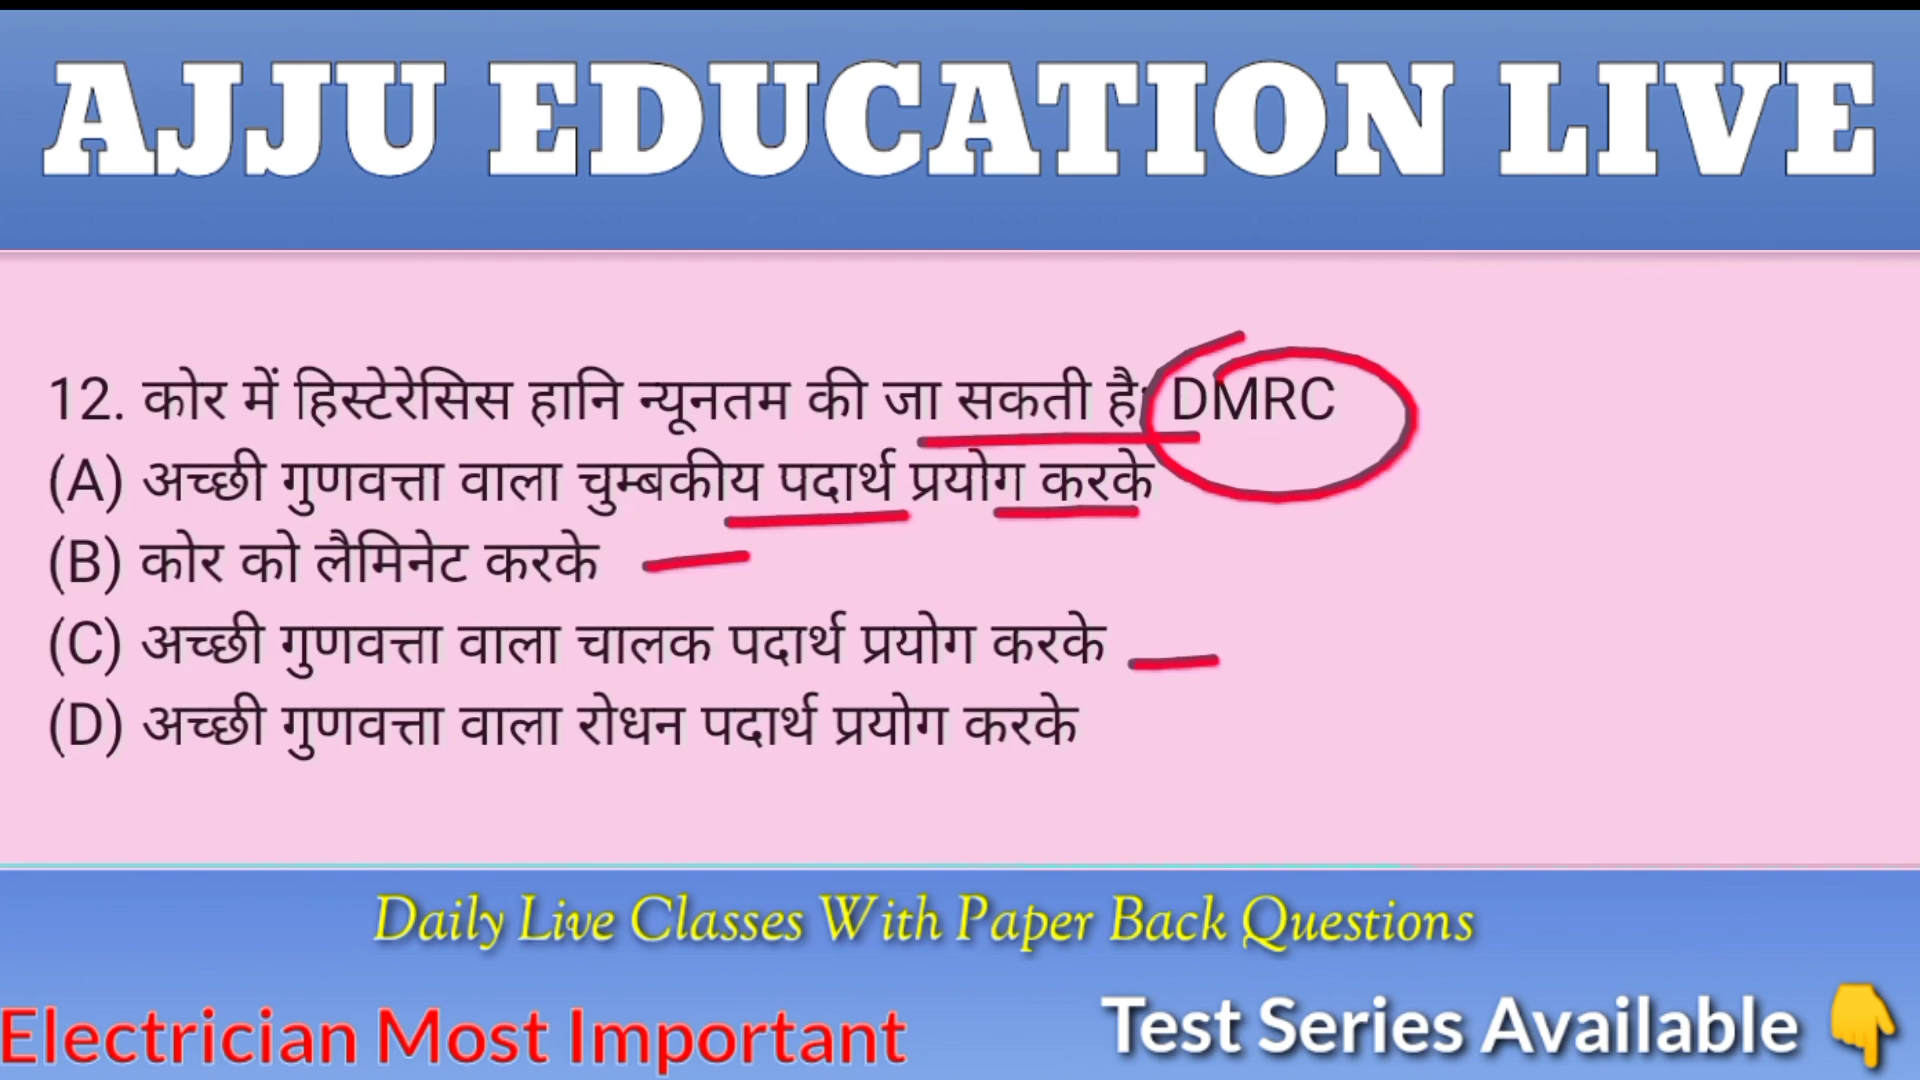 AJJU EDUCATION LIVE
12. कोर में हिस्टेरेसिस हानि न्यूनतम की जा सकती है: DMRC
(A) अच्छी गुणवत्ता वाला चुम्बकीय पदार्थ प्रयोग करके
(B) कोर को लैमिनेट करके
(C) अच्छी गुणवत्ता वाला चालक पदार्थ प्रयोग करके
(D) अच्छी गुणवत्ता वाला रोधन पदार्थ प्रयोग करके
Daily Live Classes With Paper Back Questions
Electrician Most Important
Test Series Available 👇